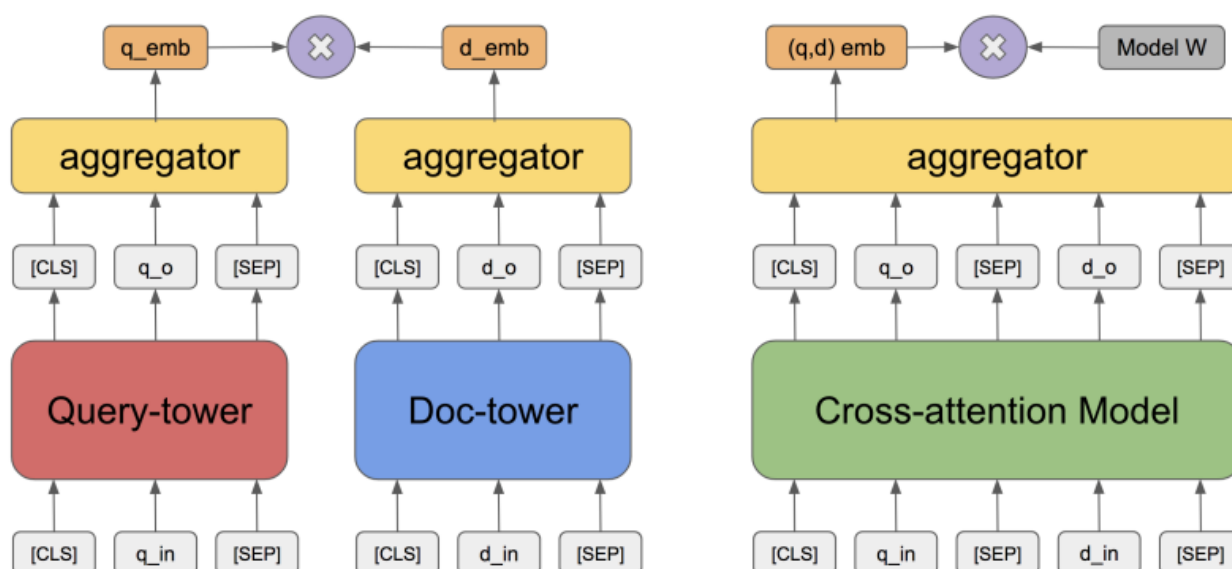 q_emb d_emb (q,d) emb Model W
aggregator aggregator aggregator
[CLS] q_o [SEP] [CLS] d_o [SEP] [CLS] q_o [SEP] d_o [SEP]
Query-tower Doc-tower Cross-attention Model
[CLS] q_in [SEP] [CLS] d_in [SEP] [CLS] q_in [SEP] d_in [SEP]